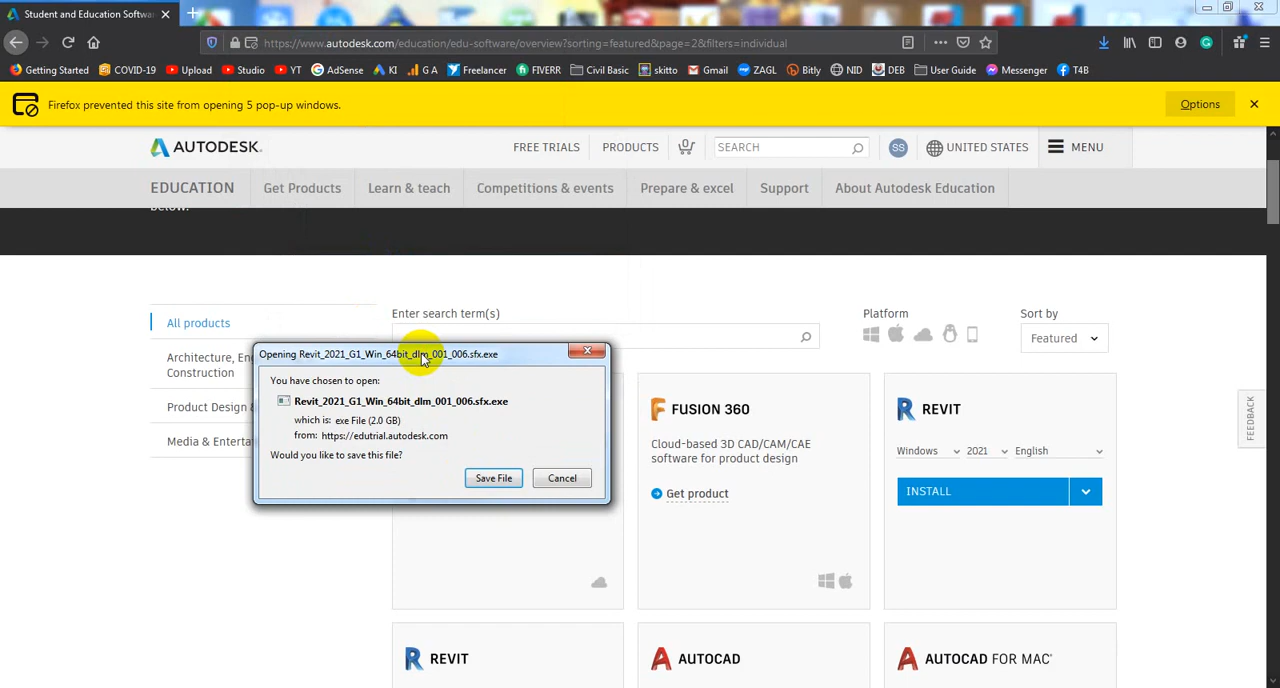 Student and Education Softwa
https://www.autodesk.com/education/edu-software/overview?sorting=featured&page=2&filters=individual
Getting Started COVID-19 Upload Studio YT AdSense KI G A Freelancer FIVERR Civil Basic skitto Gmail ZAGL Bitly NID DEB User Guide Messenger T4B
Firefox prevented this site from opening 5 pop-up windows. Options
AUTODESK. FREE TRIALS PRODUCTS 0 SEARCH SS UNITED STATES MENU
EDUCATION Get Products Learn & teach Competitions & events Prepare & excel Support About Autodesk Education
below.
Enter search term(s) Platform Sort by
All products
Featured
Architecture, En
Construction
Product Design &
Media & Enterta
Opening Revit_2021_G1_Win_64bit_dlm_001_006.sfx.exe
You have chosen to open:
Revit_2021_G1_Win_64bit_dlm_001_006.sfx.exe
which is: exe File (2.0 GB)
from: https://edutrial.autodesk.com
Would you like to save this file?
Save File Cancel
FUSION 360
Cloud-based 3D CAD/CAM/CAE
software for product design
Get product
REVIT
Windows 2021 English
INSTALL
FEEDBACK
REVIT AUTOCAD AUTOCAD FOR MAC®